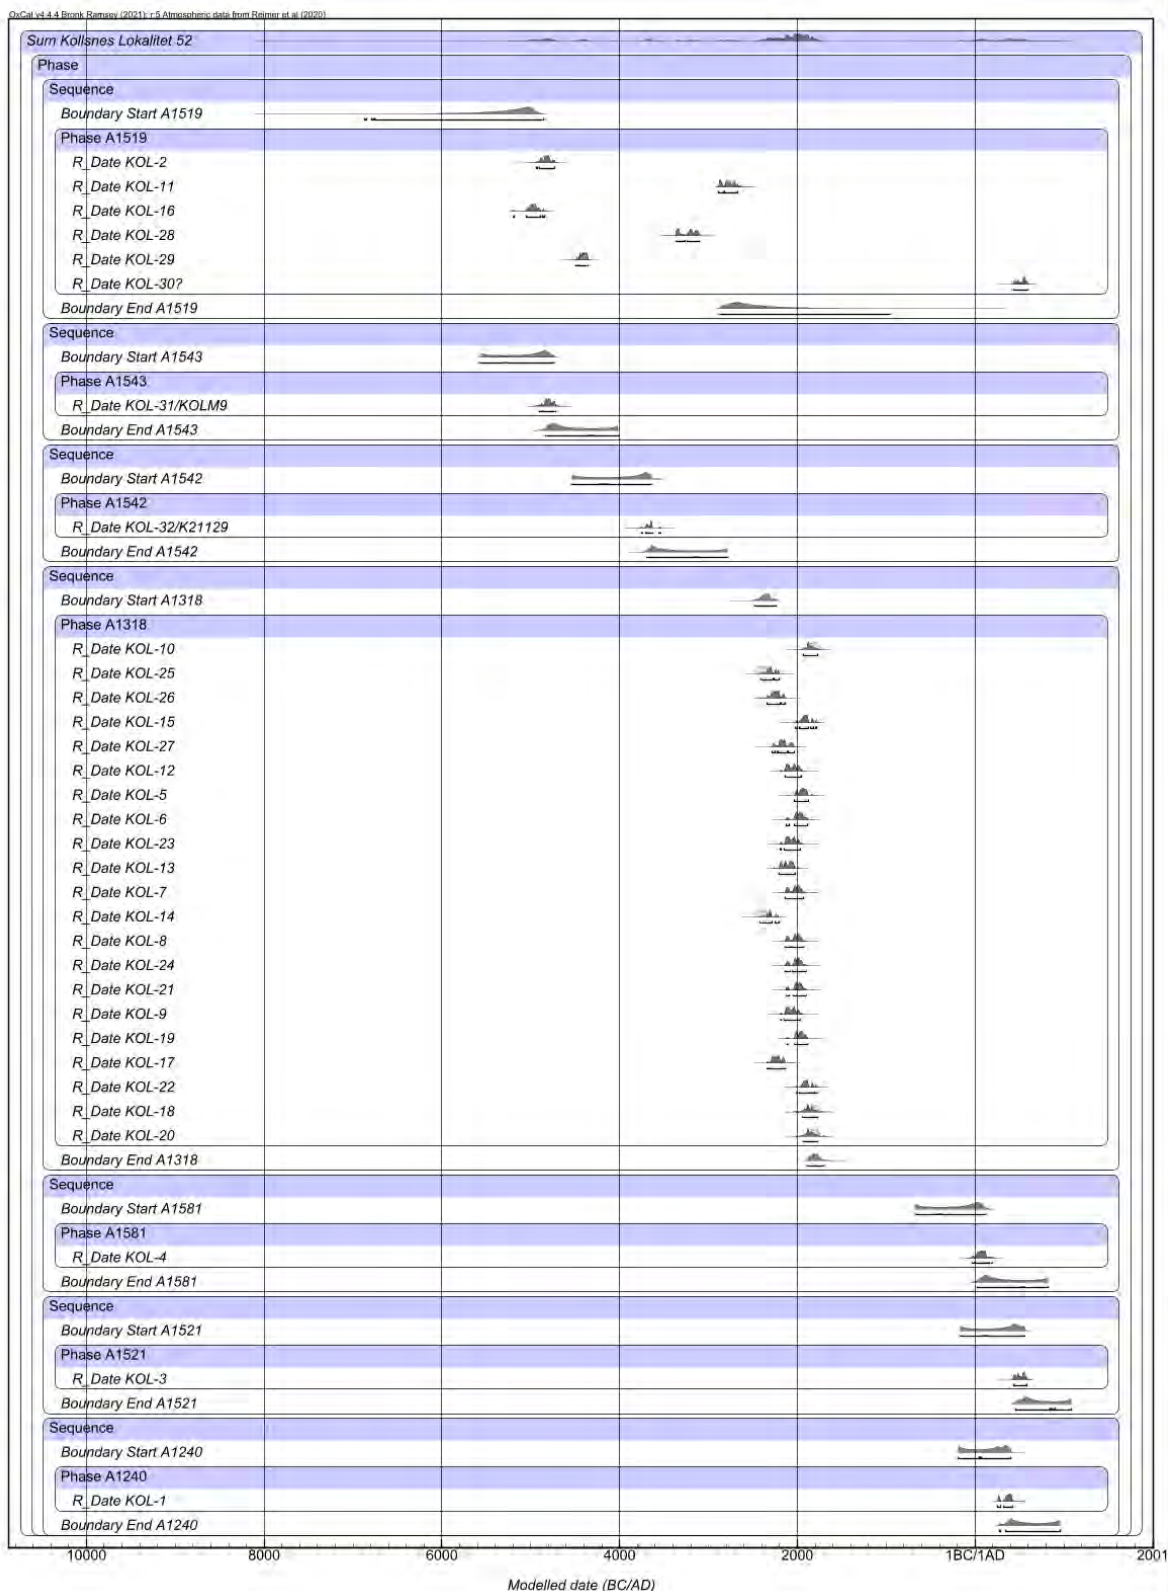 OxCal v4.4.4 Bronk Ramsey (2021); r:5 Atmospheric data from Reimer et al (2020)
Sum Kollsnes Lokalitet 52
Phase
Sequence
Boundary Start A1519
Phase A1519
R_Date KOL-2
R_Date KOL-11
R_Date KOL-16
R_Date KOL-28
R_Date KOL-29
R_Date KOL-30?
Boundary End A1519
Sequence
Boundary Start A1543
Phase A1543
R_Date KOL-31/KOLM9
Boundary End A1543
Sequence
Boundary Start A1542
Phase A1542
R_Date KOL-32/K21129
Boundary End A1542
Sequence
Boundary Start A1318
Phase A1318
R_Date KOL-10
R_Date KOL-25
R_Date KOL-26
R_Date KOL-15
R_Date KOL-27
R_Date KOL-12
R_Date KOL-5
R_Date KOL-6
R_Date KOL-23
R_Date KOL-13
R_Date KOL-7
R_Date KOL-14
R_Date KOL-8
R_Date KOL-24
R_Date KOL-21
R_Date KOL-9
R_Date KOL-19
R_Date KOL-17
R_Date KOL-22
R_Date KOL-18
R_Date KOL-20
Boundary End A1318
Sequence
Boundary Start A1581
Phase A1581
R_Date KOL-4
Boundary End A1581
Sequence
Boundary Start A1521
Phase A1521
R_Date KOL-3
Boundary End A1521
Sequence
Boundary Start A1240
Phase A1240
R_Date KOL-1
Boundary End A1240
10000 8000 6000 4000 2000 1BC/1AD 2001
Modelled date (BC/AD)